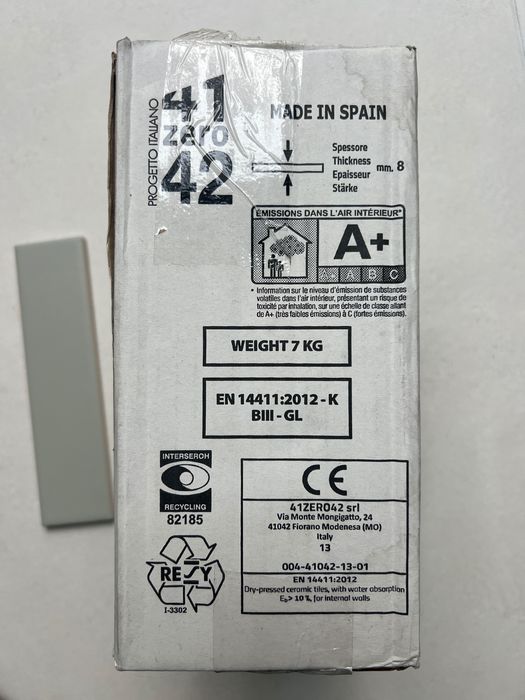 PROGETTO ITALIANO
41
zero
42
MADE IN SPAIN
Spessore
Thickness
Epaisseur
Stärke
mm. 8
ÉMISSIONS DANS L'AIR INTÉRIEUR*
A+
A+ A B C
* Information sur le niveau d'émission de substances
volatiles dans l'air intérieur, présentant un risque de
toxicité par inhalation, sur une échelle de classe allant
de A+ (très faibles émissions) à C (fortes émissions).
WEIGHT 7 KG
EN 14411:2012 - K
BIII - GL
INTERSEROH
RECYCLING
82185
RESY
I-3302
CE
41ZERO42 srl
Via Monte Mongigatto, 24
41042 Fiorano Modenesa (MO)
Italy
13
004-41042-13-01
EN 14411:2012
Dry-pressed ceramic tiles, with water absorption
Eb> 10 %, for internal walls